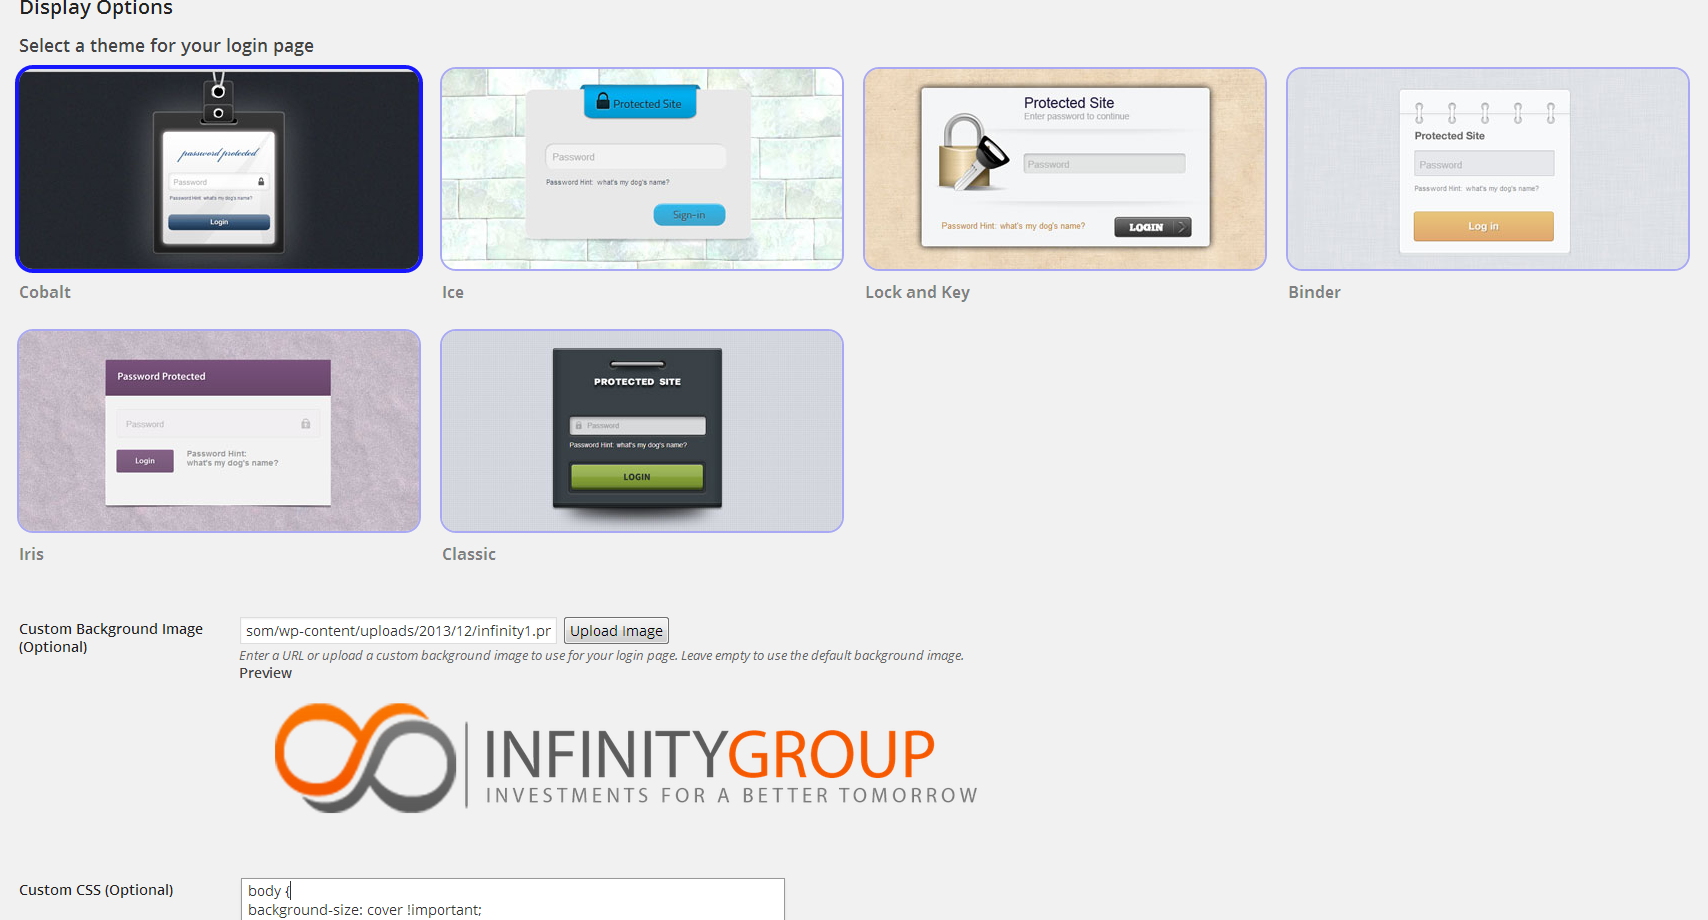 Display Options
Select a theme for your login page
password protected
Password
Password Hint: what's my dog's name?
Login
Cobalt
Protected Site
Password
Password Hint: what's my dog's name?
Sign-in
Ice
Protected Site
Enter password to continue
Password
Password Hint: what's my dog's name?
LOGIN
Lock and Key
Protected Site
Password
Password Hint: what's my dog's name?
Log in
Binder
Password Protected
Password
Login
Password Hint:
what's my dog's name?
Iris
PROTECTED SITE
Password
Password Hint: what's my dog's name?
LOGIN
Classic
Custom Background Image
(Optional)
som/wp-content/uploads/2013/12/infinity1.pr
Upload Image
Enter a URL or upload a custom background image to use for your login page. Leave empty to use the default background image.
Preview
INFINITYGROUP
INVESTMENTS FOR A BETTER TOMORROW
Custom CSS (Optional)
body {
background-size: cover !important;